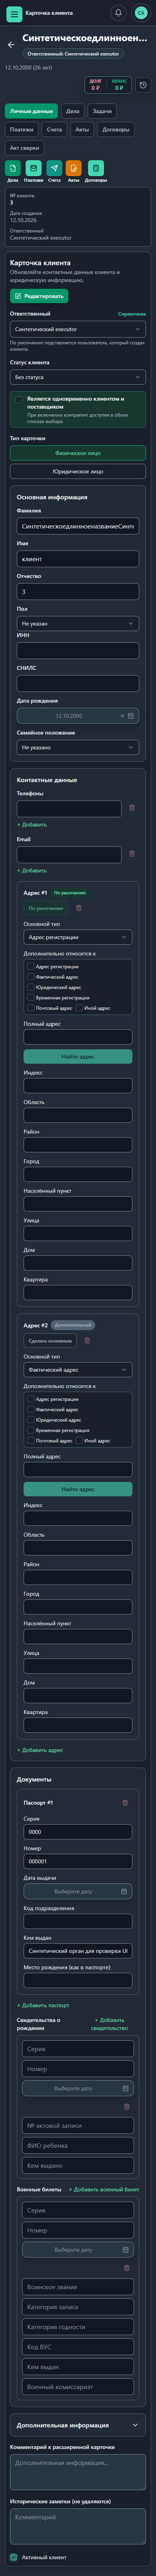 Карточка клиента
СА
Синтетическоедлинноен...
Ответственный: Синтетический executor
12.10.2000 (26 лет)
ДОЛГ
0 ₽
АВАНС
0 ₽
Личные данные
Дела
Задачи
Платежи
Счета
Акты
Договоры
Акт сверки
Дело
Платежи
Счета
Акты
Договоры
№ клиента
3
Дата создания
12.10.2026
Ответственный
Синтетический executor
Карточка клиента
Обновляйте контактные данные клиента и юридическую информацию.
Редактировать
Ответственный
Справочник
Синтетический executor
По умолчанию подставляется пользователь, который создал клиента.
Статус клиента
Без статуса
Является одновременно клиентом и поставщиком
При включении контрагент доступен в обоих списках выбора.
Тип карточки
Физическое лицо
Юридическое лицо
Основная информация
Фамилия
СинтетическоедлинноеназваниеСинте
Имя
клиент
Отчество
3
Пол
Не указан
ИНН
СНИЛС
Дата рождения
12.10.2000
Семейное положение
Не указано
Контактные данные
Телефоны
+ Добавить
Email
+ Добавить
Адрес #1
По умолчанию
По умолчанию
Основной тип
Адрес регистрации
Дополнительно относится к
Адрес регистрации
Фактический адрес
Юридический адрес
Временная регистрация
Почтовый адрес
Иной адрес
Полный адрес
Найти адрес
Индекс
Область
Район
Город
Населённый пункт
Улица
Дом
Квартира
Адрес #2
Дополнительный
Сделать основным
Основной тип
Фактический адрес
Дополнительно относится к
Адрес регистрации
Фактический адрес
Юридический адрес
Временная регистрация
Почтовый адрес
Иной адрес
Полный адрес
Найти адрес
Индекс
Область
Район
Город
Населённый пункт
Улица
Дом
Квартира
+ Добавить адрес
Документы
Паспорт #1
Серия
0000
Номер
000001
Дата выдачи
Выберите дату
Код подразделения
Кем выдан
Синтетический орган для проверки UI
Место рождения (как в паспорте)
+ Добавить паспорт
Свидетельства о рождении
+ Добавить свидетельство
Серия
Номер
Выберите дату
№ актовой записи
ФИО ребенка
Кем выдано
Военные билеты
+ Добавить военный билет
Серия
Номер
Выберите дату
Воинское звание
Категория запаса
Категория годности
Код ВУС
Кем выдан
Военный комиссариат
Дополнительная информация
Комментарий к расширенной карточке
Дополнительная информация...
Исторические заметки (не удаляются)
Комментарий
Активный клиент